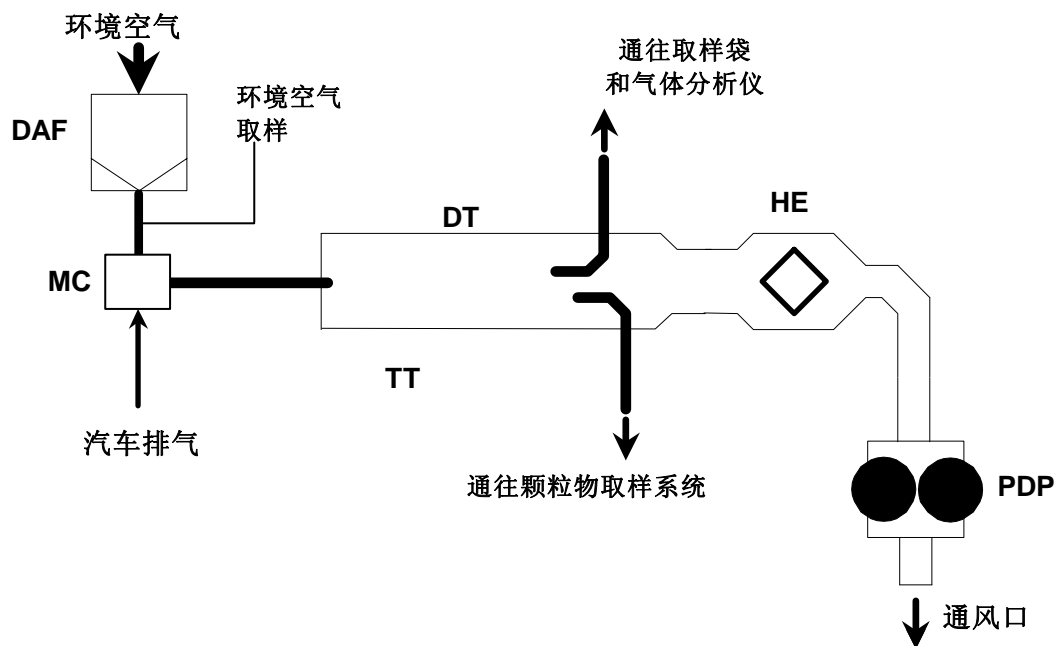 环境空气
DAF
环境空气
取样
通往取样袋
和气体分析仪
DT
HE
MC
TT
汽车排气
通往颗粒物取样系统
PDP
通风口